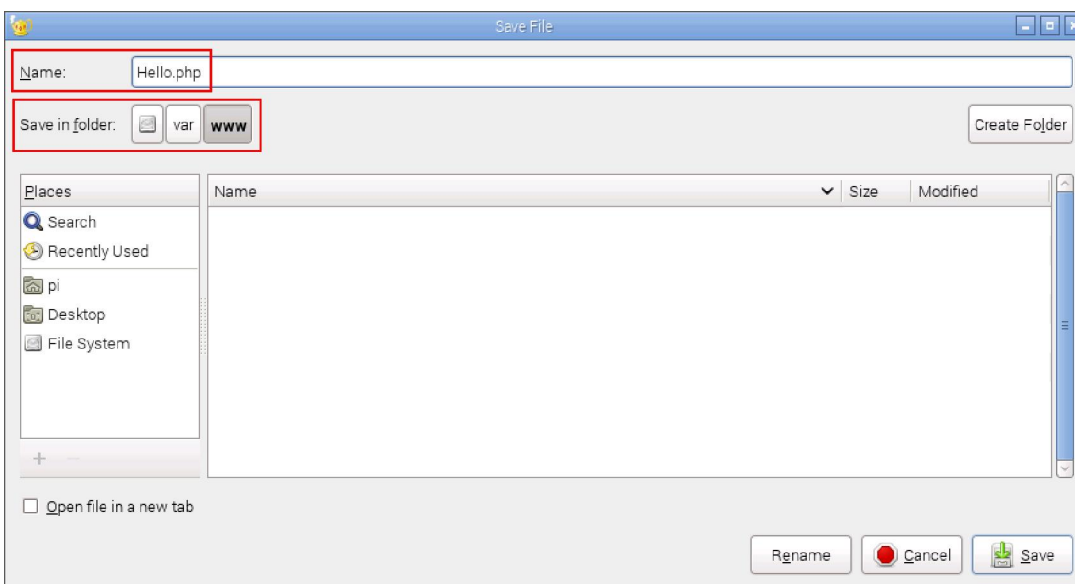 Save File
Name: Hello.php
Save in folder: var www Create Folder
Places Name Size Modified
Search
Recently Used
pi
Desktop
File System
Open file in a new tab
Rename Cancel Save